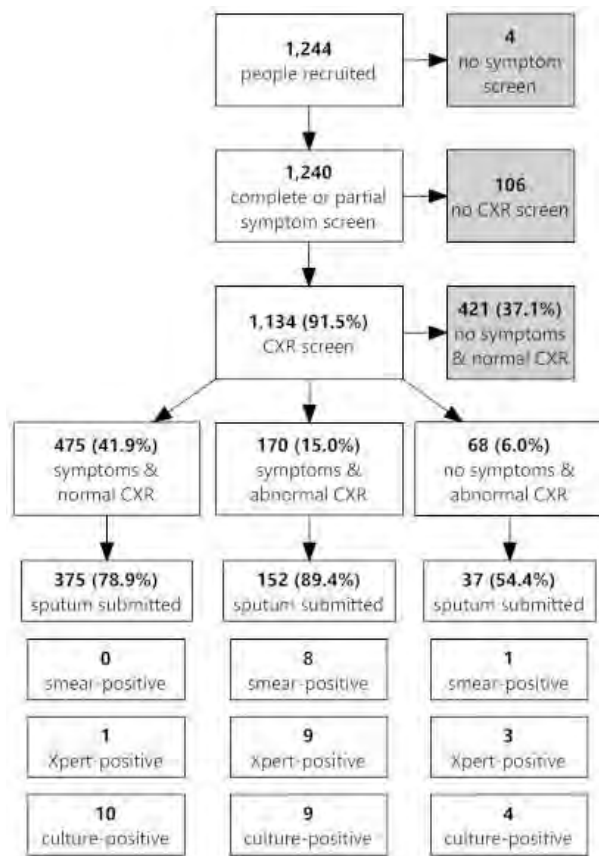 1,244
people recruited
4
no symptom
screen
1,240
complete or partial
symptom screen
106
no CXR screen
1,134 (91.5%)
CXR screen
421 (37.1%)
no symptoms
& normal CXR
475 (41.9%)
symptoms &
normal CXR
170 (15.0%)
symptoms &
abnormal CXR
68 (6.0%)
no symptoms &
abnormal CXR
375 (78.9%)
sputum submitted
152 (89.4%)
sputum submitted
37 (54.4%)
sputum submitted
0
smear-positive
8
smear-positive
1
smear-positive
1
Xpert-positive
9
Xpert-positive
3
Xpert-positive
10
culture-positive
9
culture-positive
4
culture-positive